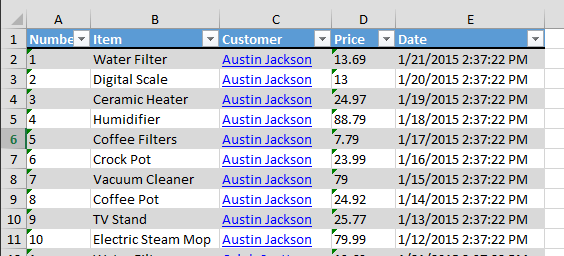 A B C D E
1 Numbe Item Customer Price Date
2 1 Water Filter Austin Jackson 13.69 1/21/2015 2:37:22 PM
3 2 Digital Scale Austin Jackson 13 1/20/2015 2:37:22 PM
4 3 Ceramic Heater Austin Jackson 24.97 1/19/2015 2:37:22 PM
5 4 Humidifier Austin Jackson 88.79 1/18/2015 2:37:22 PM
6 5 Coffee Filters Austin Jackson 7.79 1/17/2015 2:37:22 PM
7 6 Crock Pot Austin Jackson 23.99 1/16/2015 2:37:22 PM
8 7 Vacuum Cleaner Austin Jackson 79 1/15/2015 2:37:22 PM
9 8 Coffee Pot Austin Jackson 24.92 1/14/2015 2:37:22 PM
10 9 TV Stand Austin Jackson 25.77 1/13/2015 2:37:22 PM
11 10 Electric Steam Mop Austin Jackson 79.99 1/12/2015 2:37:22 PM